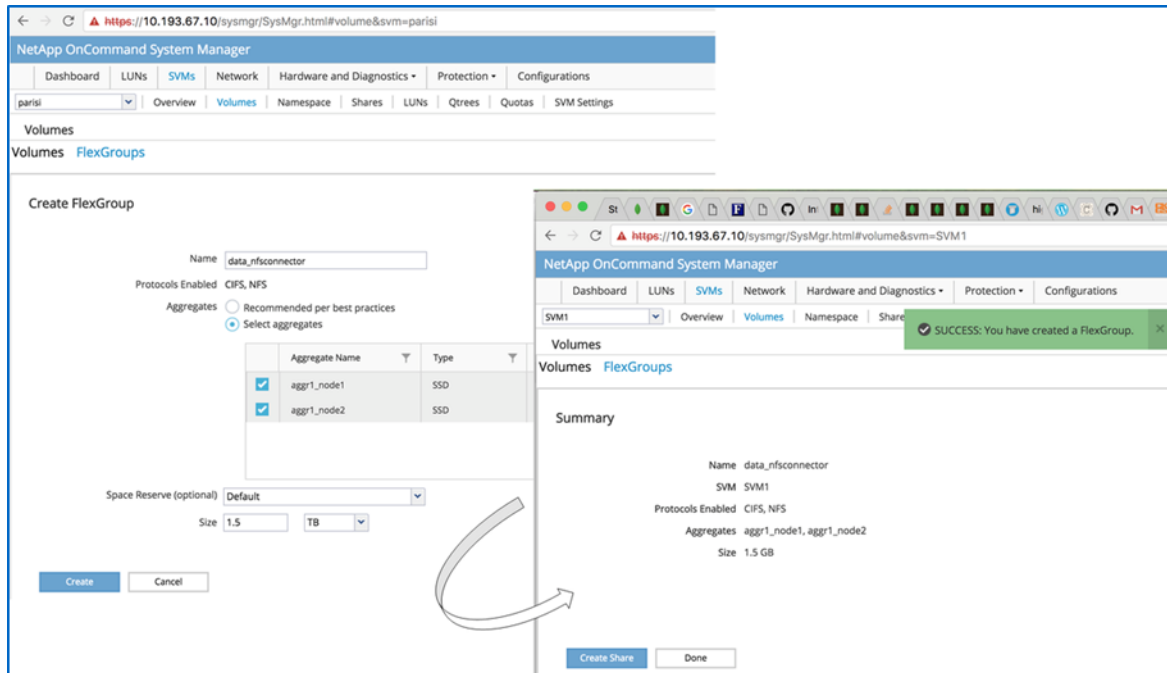 https://10.193.67.10/sysmgr/SysMgr.html#volume&svm=parisi
NetApp OnCommand System Manager
Dashboard LUNs SVMs Network Hardware and Diagnostics Protection Configurations
parisi Overview Volumes Namespace Shares LUNs Qtrees Quotas SVM Settings
Volumes
Volumes FlexGroups
Create FlexGroup
Name data_nfsconnector
Protocols Enabled CIFS, NFS
Aggregates Recommended per best practices
Select aggregates
Aggregate Name Type
aggr1_node1 SSD
aggr1_node2 SSD
Space Reserve (optional) Default
Size 1.5 TB
Create Cancel
St In hi
https://10.193.67.10/sysmgr/SysMgr.html#volume&svm=SVM1
NetApp OnCommand System Manager
Dashboard LUNs SVMs Network Hardware and Diagnostics Protection Configurations
SVM1 Overview Volumes Namespace Share
SUCCESS: You have created a FlexGroup.
Volumes
Volumes FlexGroups
Summary
Name data_nfsconnector
SVM SVM1
Protocols Enabled CIFS, NFS
Aggregates aggr1_node1, aggr1_node2
Size 1.5 GB
Create Share Done